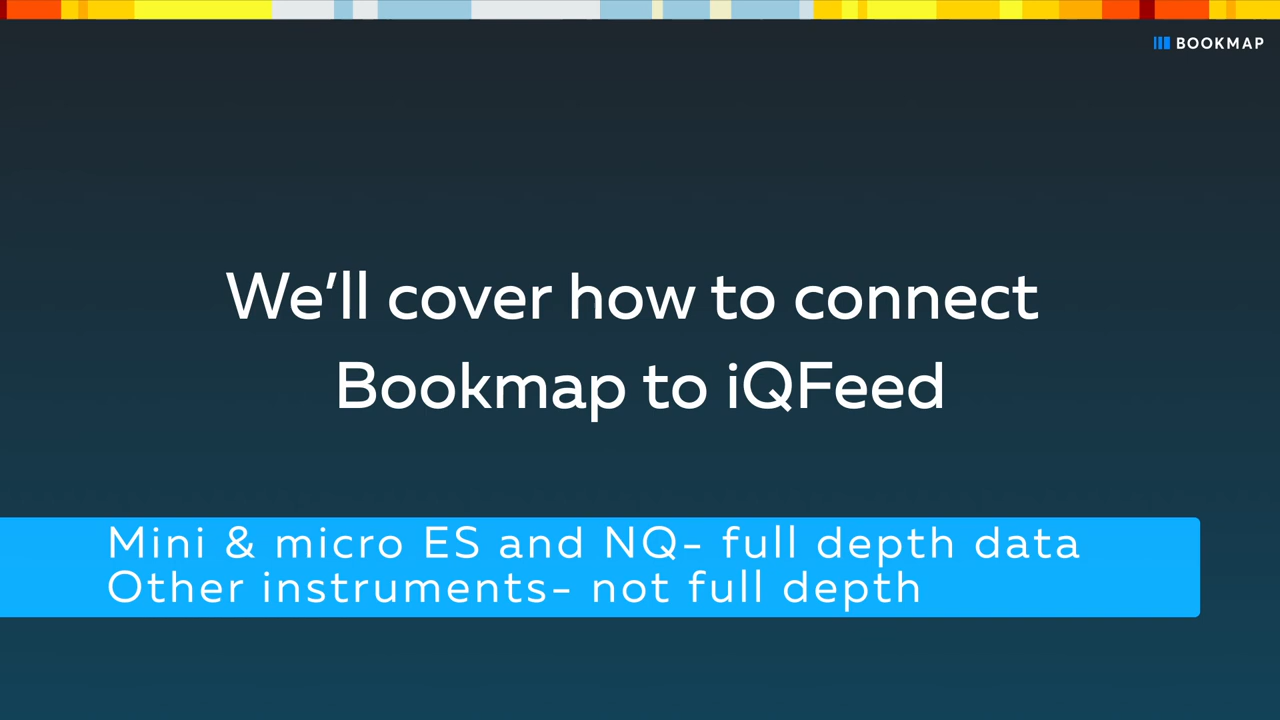 BOOKMAP
We’ll cover how to connect
Bookmap to iQFeed
Mini & micro ES and NQ- full depth data
Other instruments- not full depth